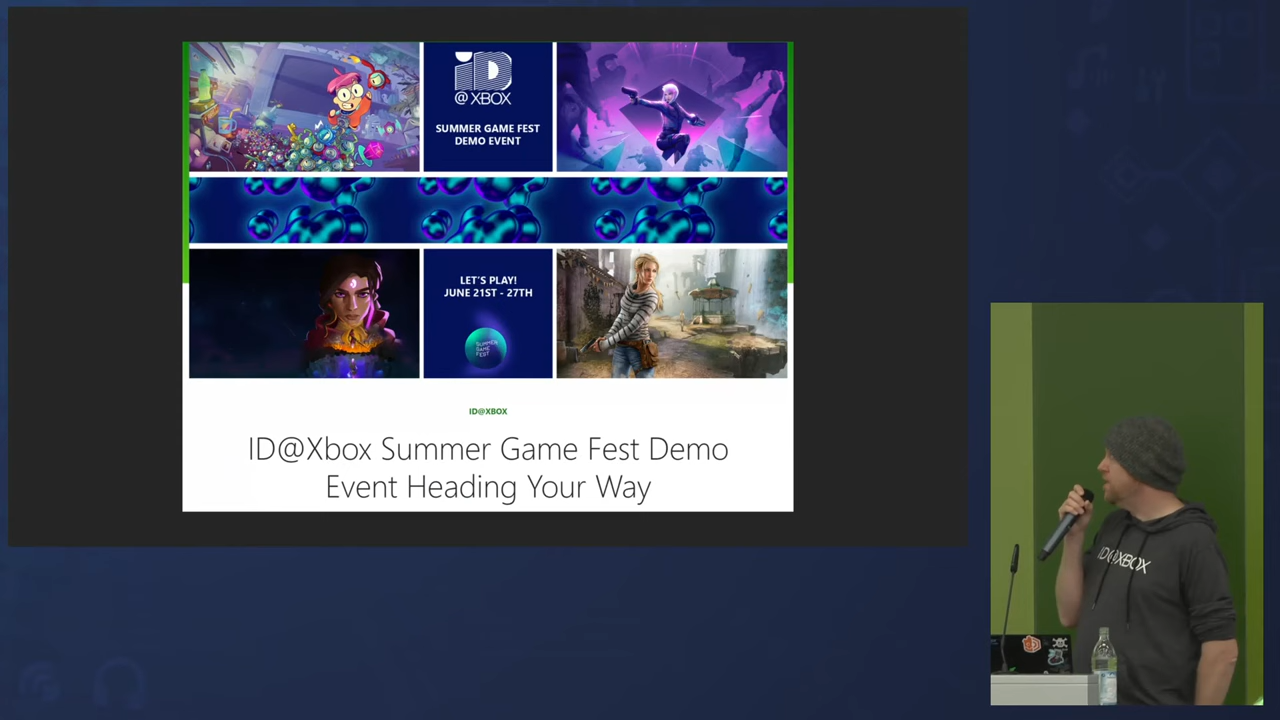 iD
@XBOX
SUMMER GAME FEST
DEMO EVENT
LET'S PLAY!
JUNE 21ST - 27TH
SUMMER
GAME
FEST
ID@XBOX
ID@Xbox Summer Game Fest Demo
Event Heading Your Way
ID@XBOX